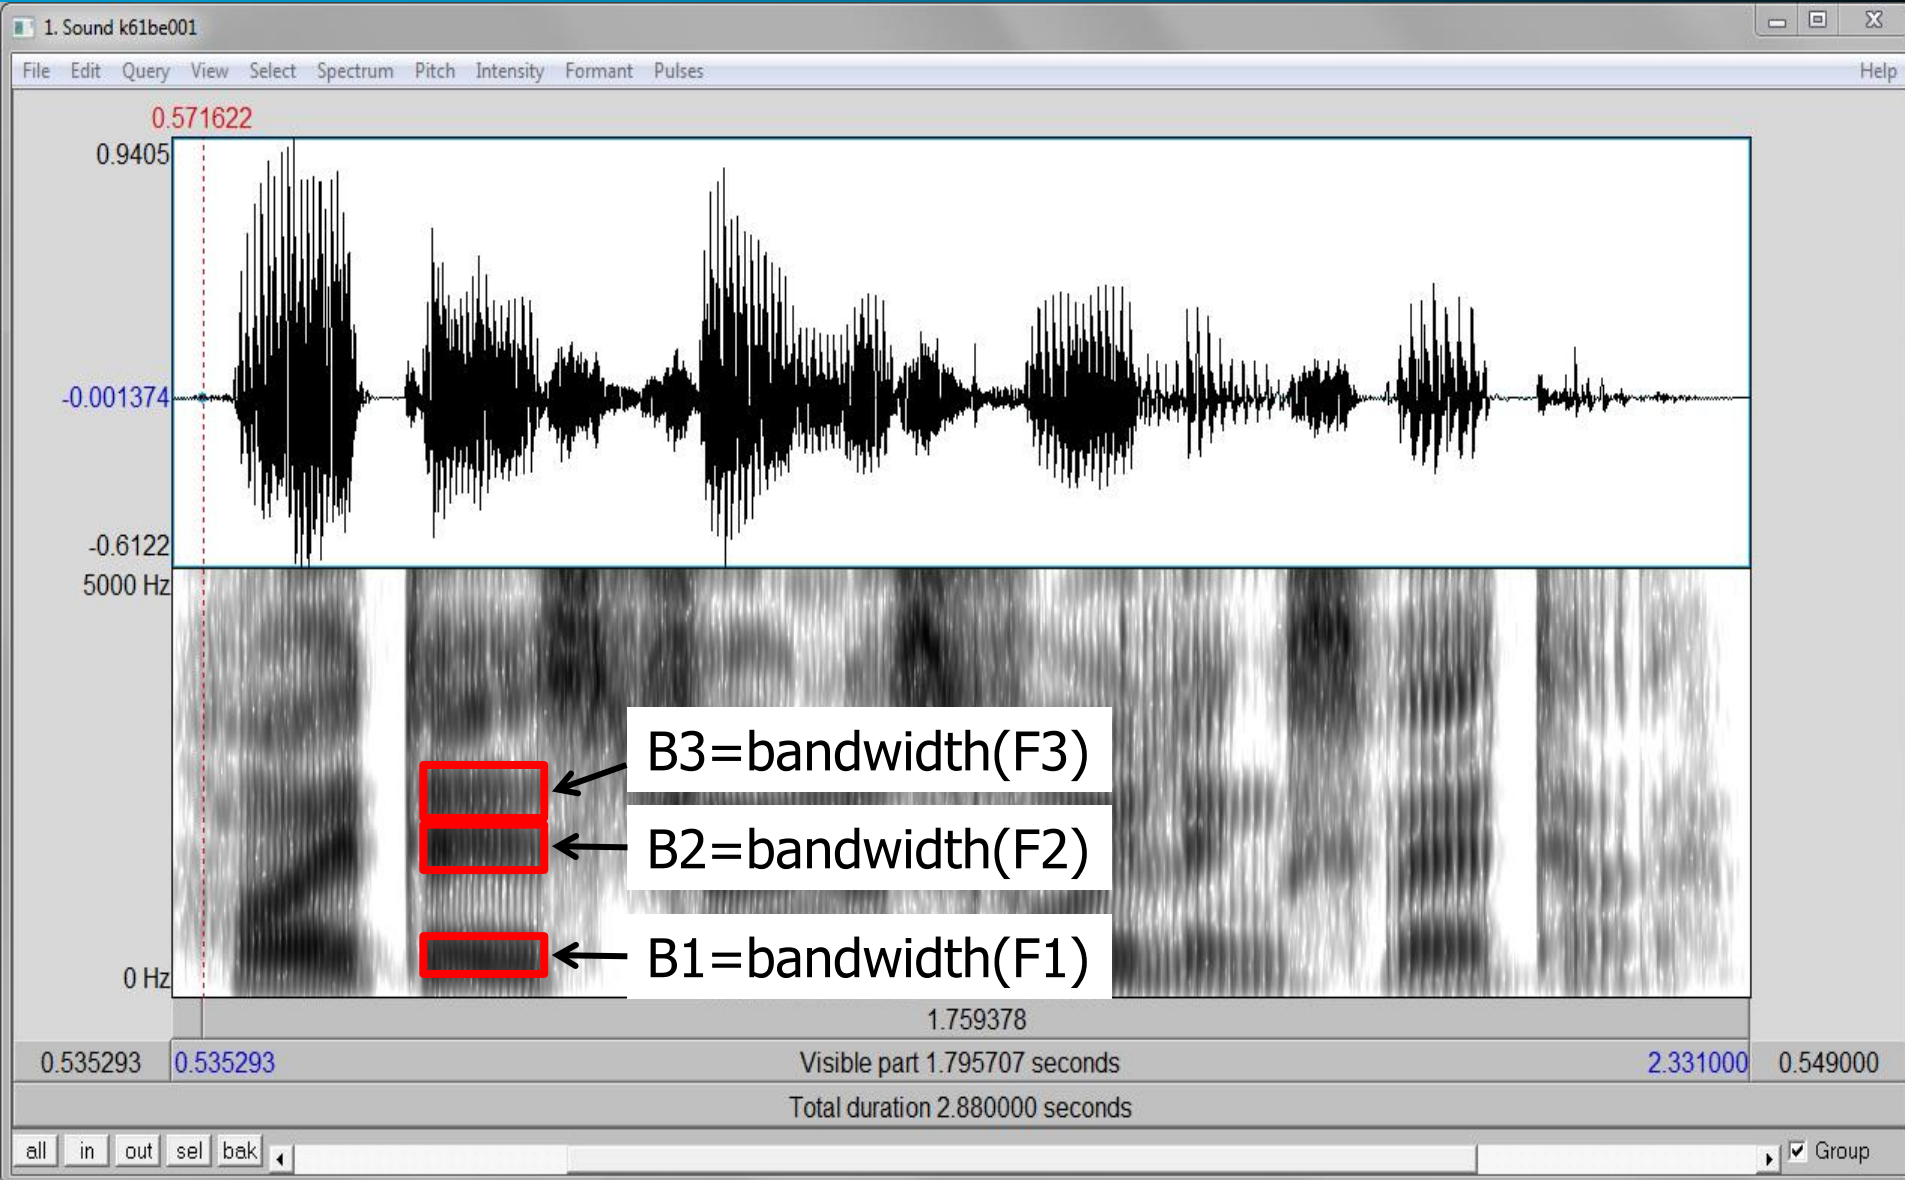 1. Sound k61be001
File Edit Query View Select Spectrum Pitch Intensity Formant Pulses Help
0.571622
0.9405
-0.001374
-0.6122
5000 Hz
B3=bandwidth(F3)
B2=bandwidth(F2)
B1=bandwidth(F1)
0 Hz
1.759378
0.535293 0.535293 Visible part 1.795707 seconds 2.331000 0.549000
Total duration 2.880000 seconds
all in out sel bak Group